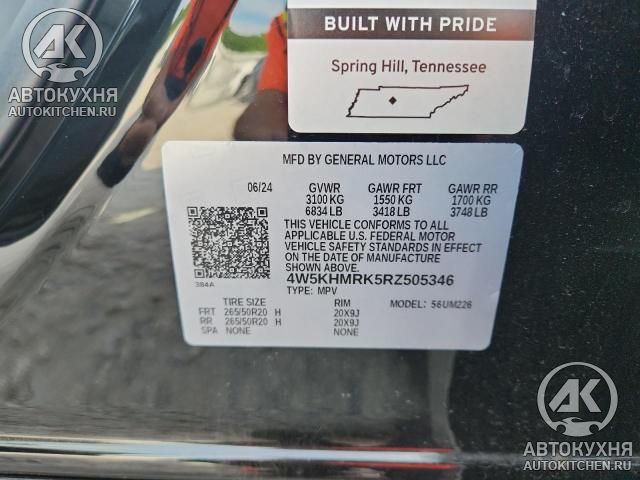 AK
АВТОКУХНЯ
AUTOKITCHEN.RU
BUILT WITH PRIDE
Spring Hill, Tennessee
MFD BY GENERAL MOTORS LLC
06/24 GVWR GAWR FRT GAWR RR
3100 KG 1550 KG 1700 KG
6834 LB 3418 LB 3748 LB
THIS VEHICLE CONFORMS TO ALL
APPLICABLE U.S. FEDERAL MOTOR
VEHICLE SAFETY STANDARDS IN EFFECT
ON THE DATE OF MANUFACTURE
SHOWN ABOVE.
384A
4W5KHMRK5RZ505346
TYPE: MPV MODEL: 56UM226
TIRE SIZE RIM
FRT 265/50R20 H 20X9J
RR 265/50R20 H 20X9J
SPA NONE NONE
AK
АВТОКУХНЯ
AUTOKITCHEN.RU